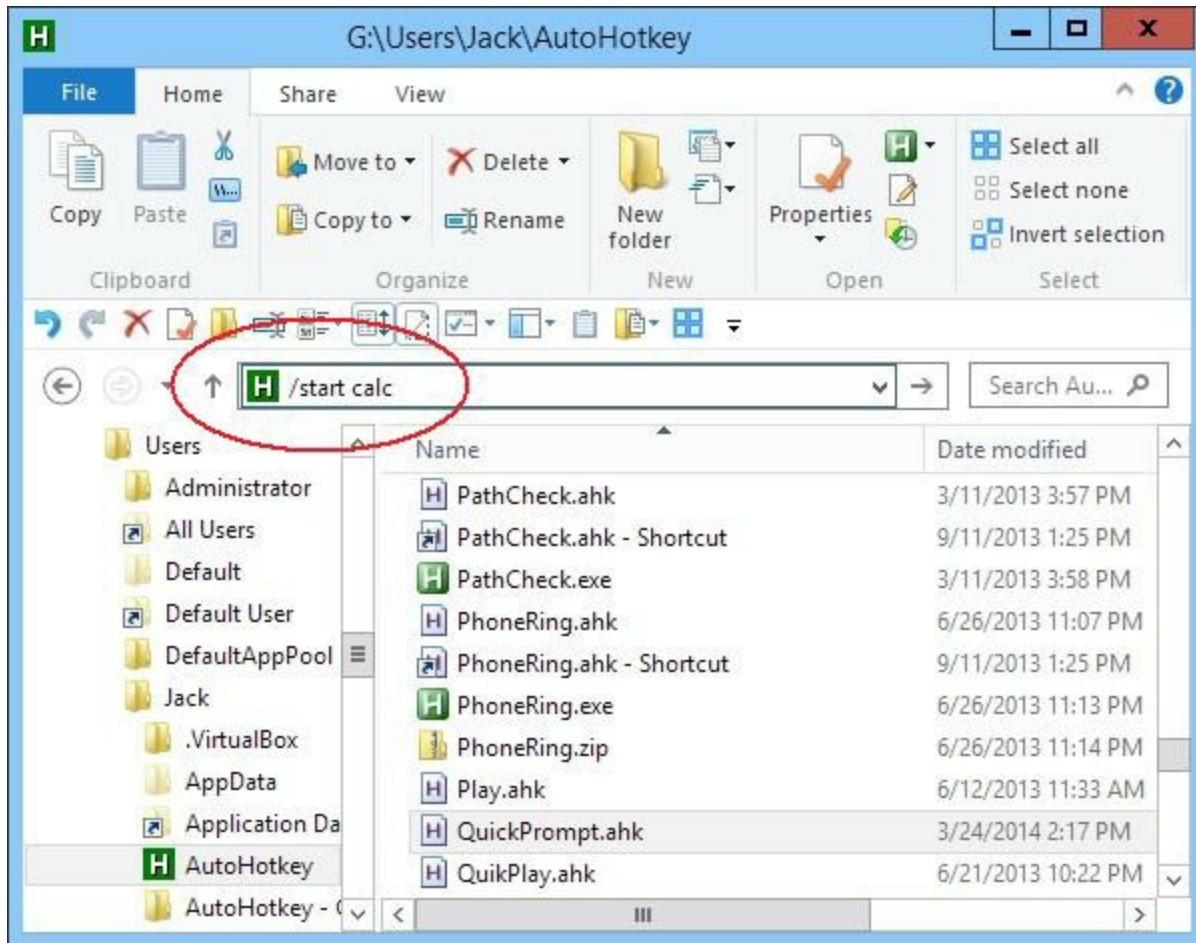 H G:\Users\Jack\AutoHotkey
File Home Share View
Copy
Paste
Clipboard
Move to
Copy to
Delete
Rename
Organize
New
folder
New
Properties
H
Open
Select all
Select none
Invert selection
Select
H /start calc
Search Au...
Users
Administrator
All Users
Default
Default User
DefaultAppPool
Jack
.VirtualBox
AppData
Application Da
H AutoHotkey
AutoHotkey - 
Name Date modified
H PathCheck.ahk 3/11/2013 3:57 PM
PathCheck.ahk - Shortcut 9/11/2013 1:25 PM
H PathCheck.exe 3/11/2013 3:58 PM
H PhoneRing.ahk 6/26/2013 11:07 PM
PhoneRing.ahk - Shortcut 9/11/2013 1:25 PM
H PhoneRing.exe 6/26/2013 11:13 PM
PhoneRing.zip 6/26/2013 11:14 PM
H Play.ahk 6/12/2013 11:33 AM
H QuickPrompt.ahk 3/24/2014 2:17 PM
H QuikPlay.ahk 6/21/2013 10:22 PM